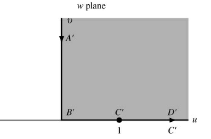 w plane
υ
A'
B' C' D' u
1 C'